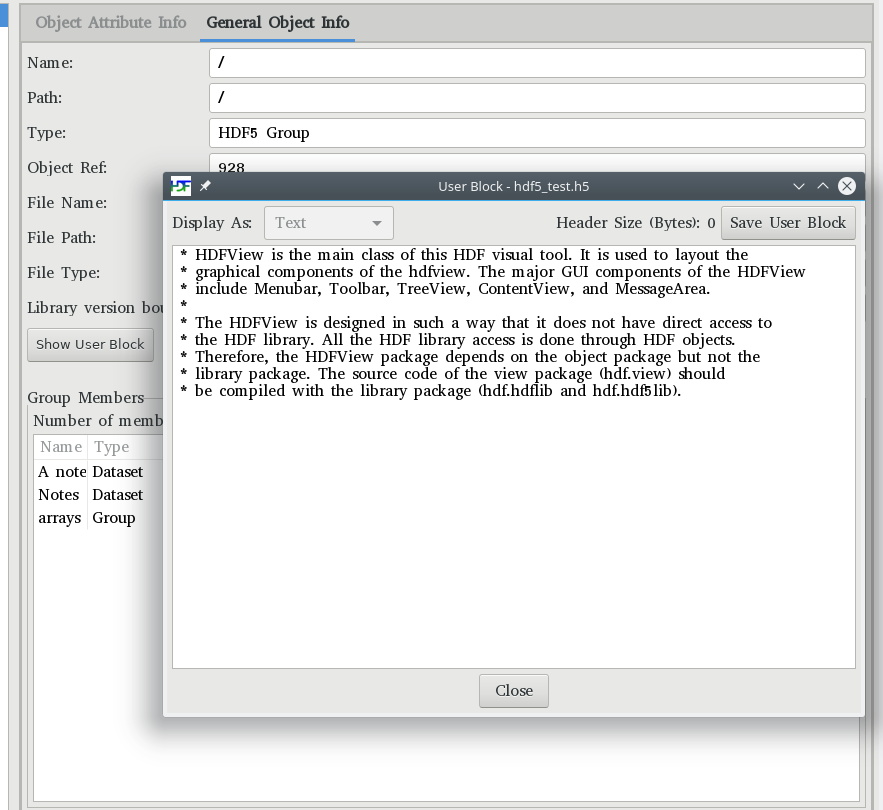 Object Attribute Info General Object Info
Name: /
Path: /
Type: HDF5 Group
Object Ref: 928
File Name:
File Path:
File Type:
Library version bou
Show User Block
Group Members
Number of memb
Name Type
A note Dataset
Notes Dataset
arrays Group
HDF User Block - hdf5_test.h5
Display As: Text Header Size (Bytes): 0 Save User Block
* HDFView is the main class of this HDF visual tool. It is used to layout the
* graphical components of the hdfview. The major GUI components of the HDFView
* include Menubar, Toolbar, TreeView, ContentView, and MessageArea.
*
* The HDFView is designed in such a way that it does not have direct access to
* the HDF library. All the HDF library access is done through HDF objects.
* Therefore, the HDFView package depends on the object package but not the
* library package. The source code of the view package (hdf.view) should
* be compiled with the library package (hdf.hdflib and hdf.hdf5lib).
Close